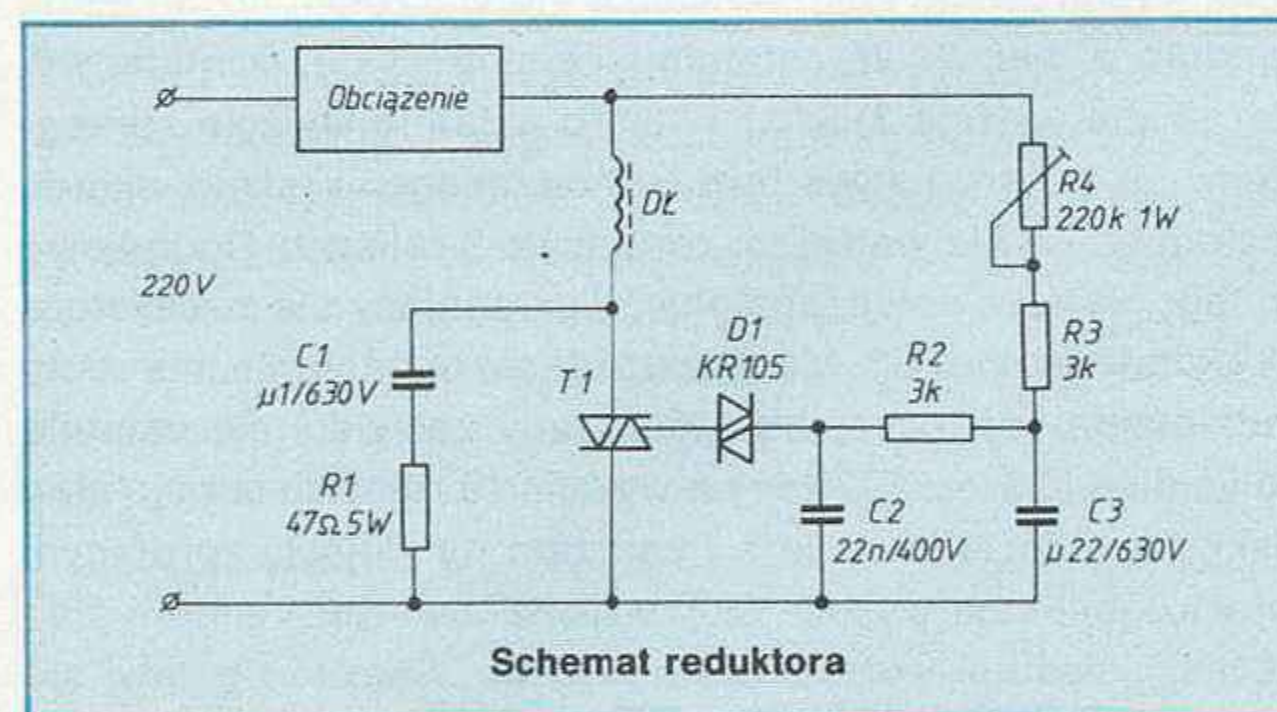 Obciążenie
DŁ
R4
220k 1W
220V
C1
µ1/630V
T1
D1
KR105
R2
3k
R3
3k
R1
47Ω 5W
C2
22n/400V
C3
µ22/630V
Schemat reduktora